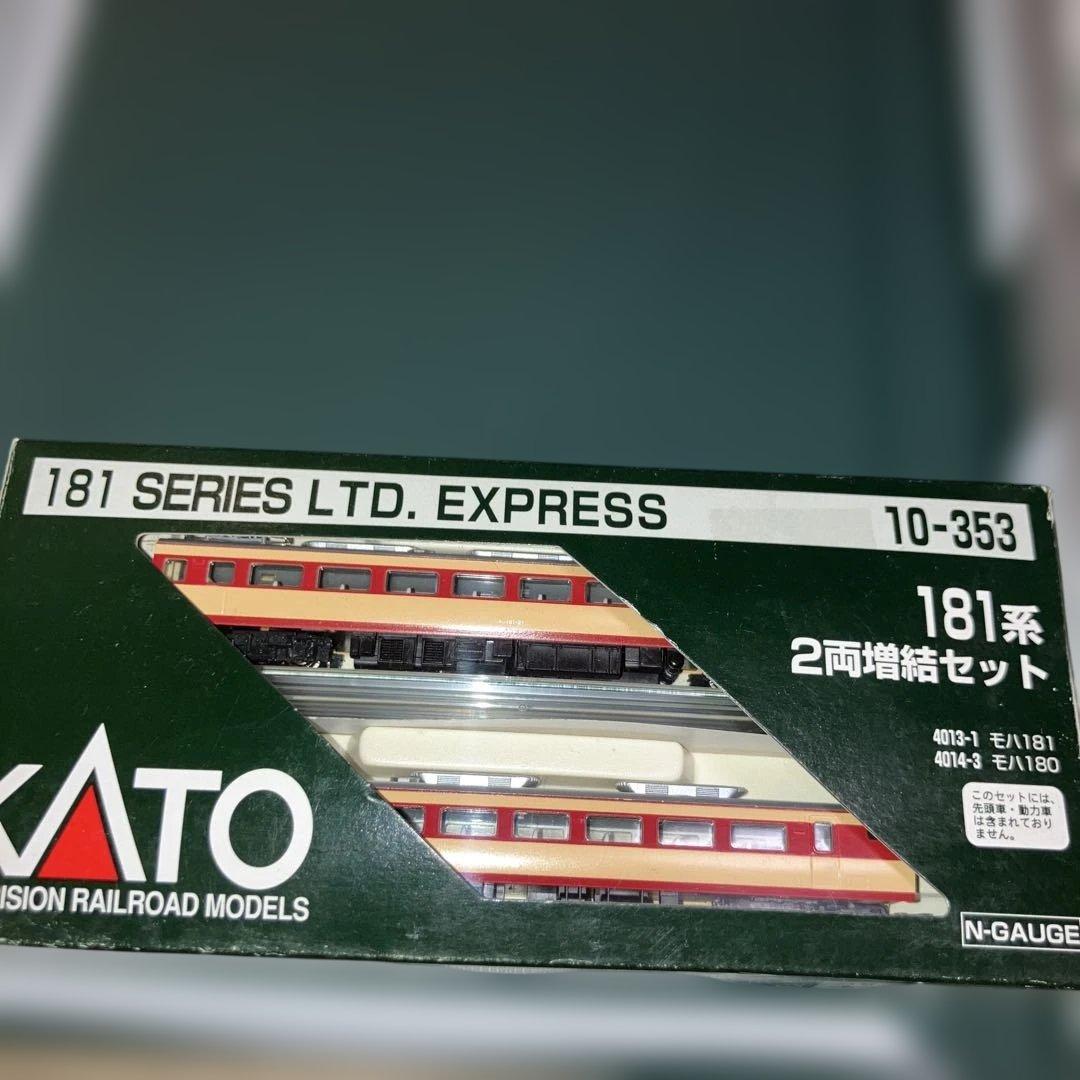 181 SERIES LTD. EXPRESS
10-353
181系
2両増結セット
4013-1 モハ181
4014-3 モハ180
このセットには、
先頭車・動力車
は含まれており
ません。
KATO
ISION RAILROAD MODELS
N-GAUGE